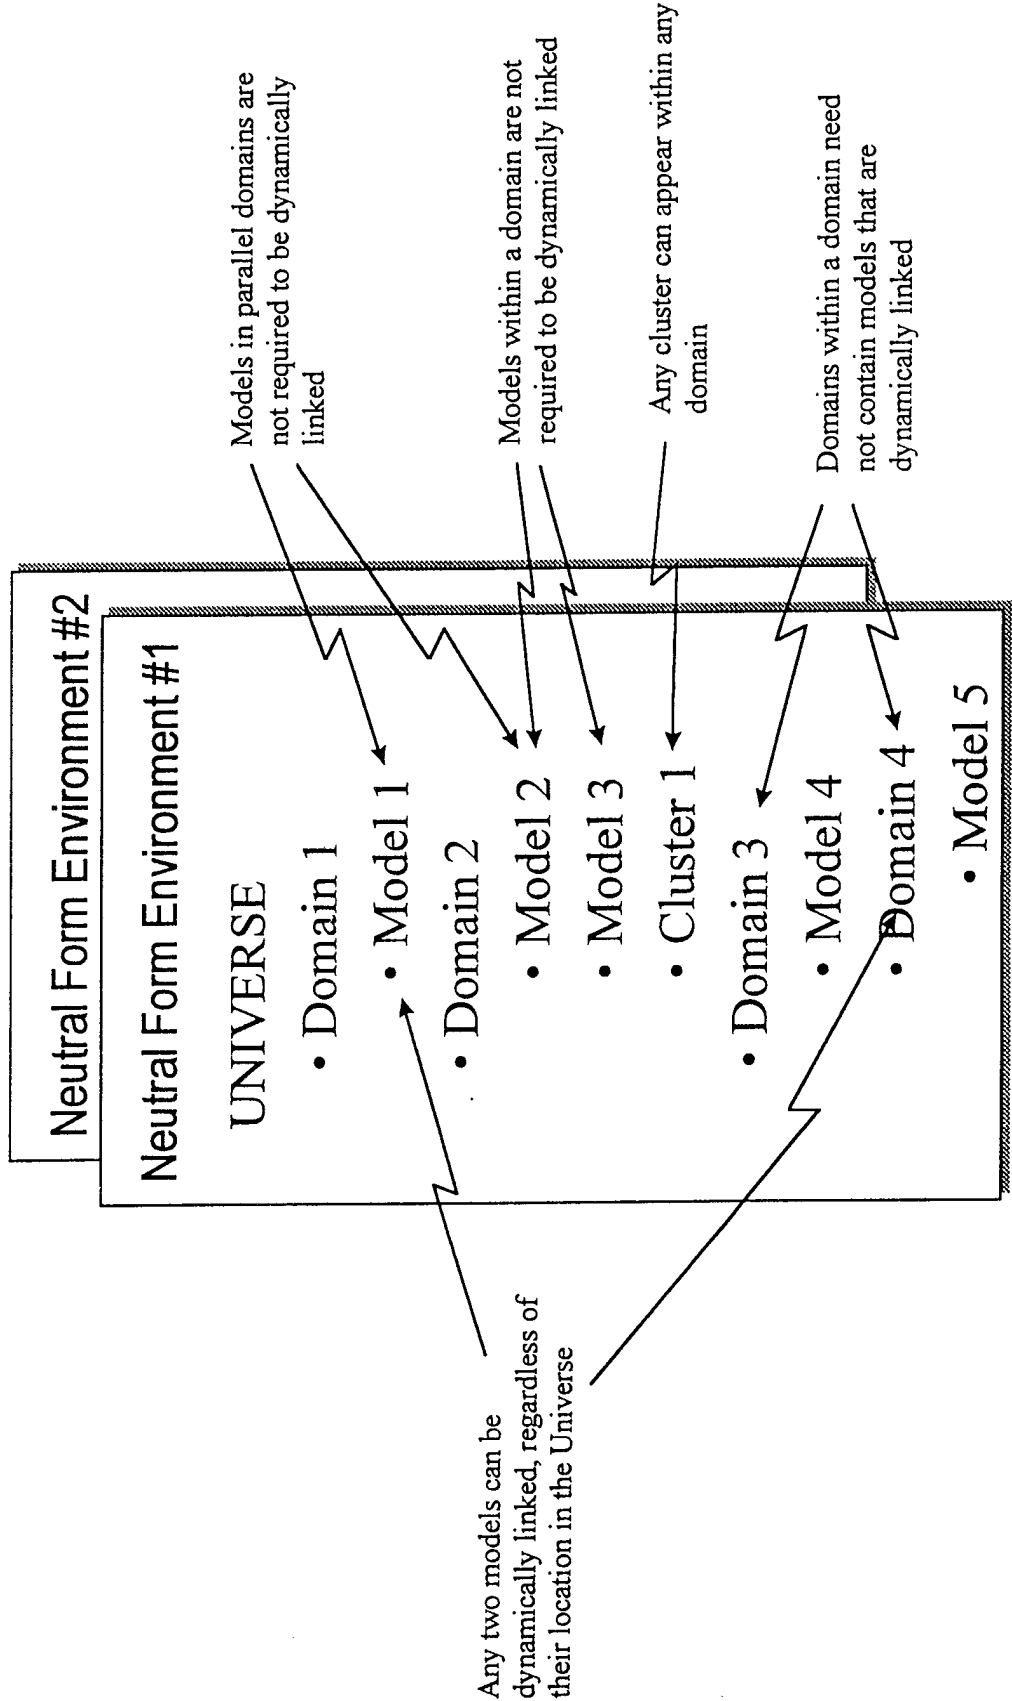 Neutral Form Environment #2
Neutral Form Environment #1
UNIVERSE
• Domain 1
• Model 1
• Domain 2
• Model 2
• Model 3
• Cluster 1
• Domain 3
• Model 4
• Domain 4
• Model 5
Any two models can be
dynamically linked, regardless of
their location in the Universe
Models in parallel domains are
not required to be dynamically
linked
Models within a domain are not
required to be dynamically linked
Any cluster can appear within any
domain
Domains within a domain need
not contain models that are
dynamically linked